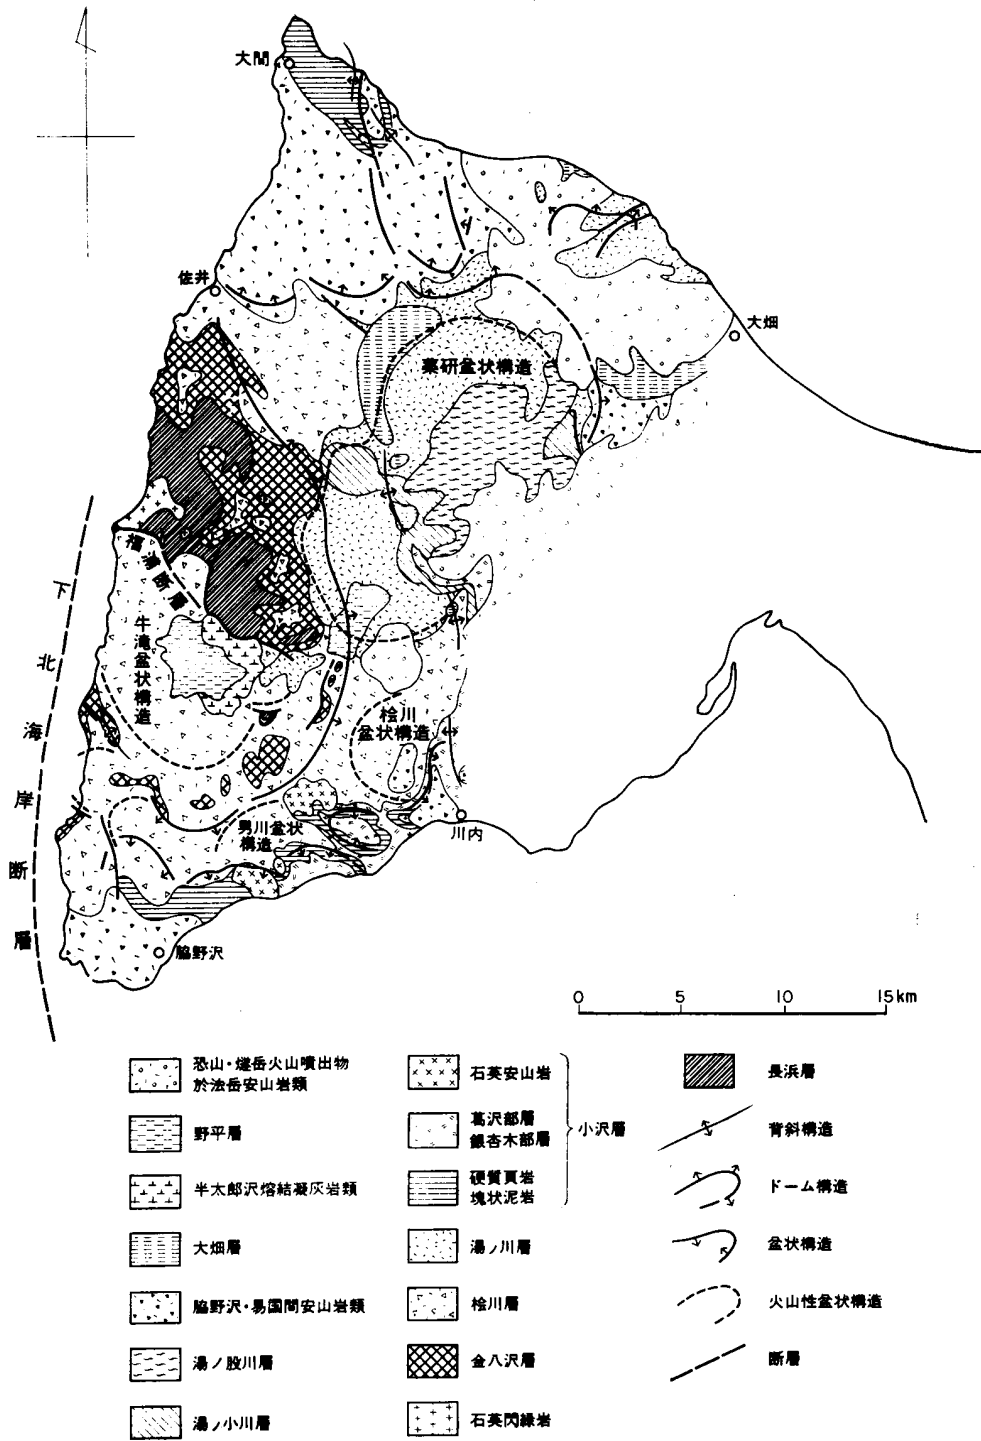 大間
佐井
大畑
薬研盆状構造
福浦断層
牛滝盆状構造
下北海岸断層
桧川
盆状構造
男川盆状
構造
川内
脇野沢
0 5 10 15km
恐山・燧岳火山噴出物
於法岳安山岩類
野平層
半太郎沢熔結凝灰岩類
大畑層
脇野沢・易国間安山岩類
湯ノ股川層
湯ノ小川層
石英安山岩
葛沢部層
銀杏木部層
小沢層
硬質頁岩
塊状泥岩
湯ノ川層
桧川層
金八沢層
石英閃緑岩
長浜層
背斜構造
ドーム構造
盆状構造
火山性盆状構造
断層